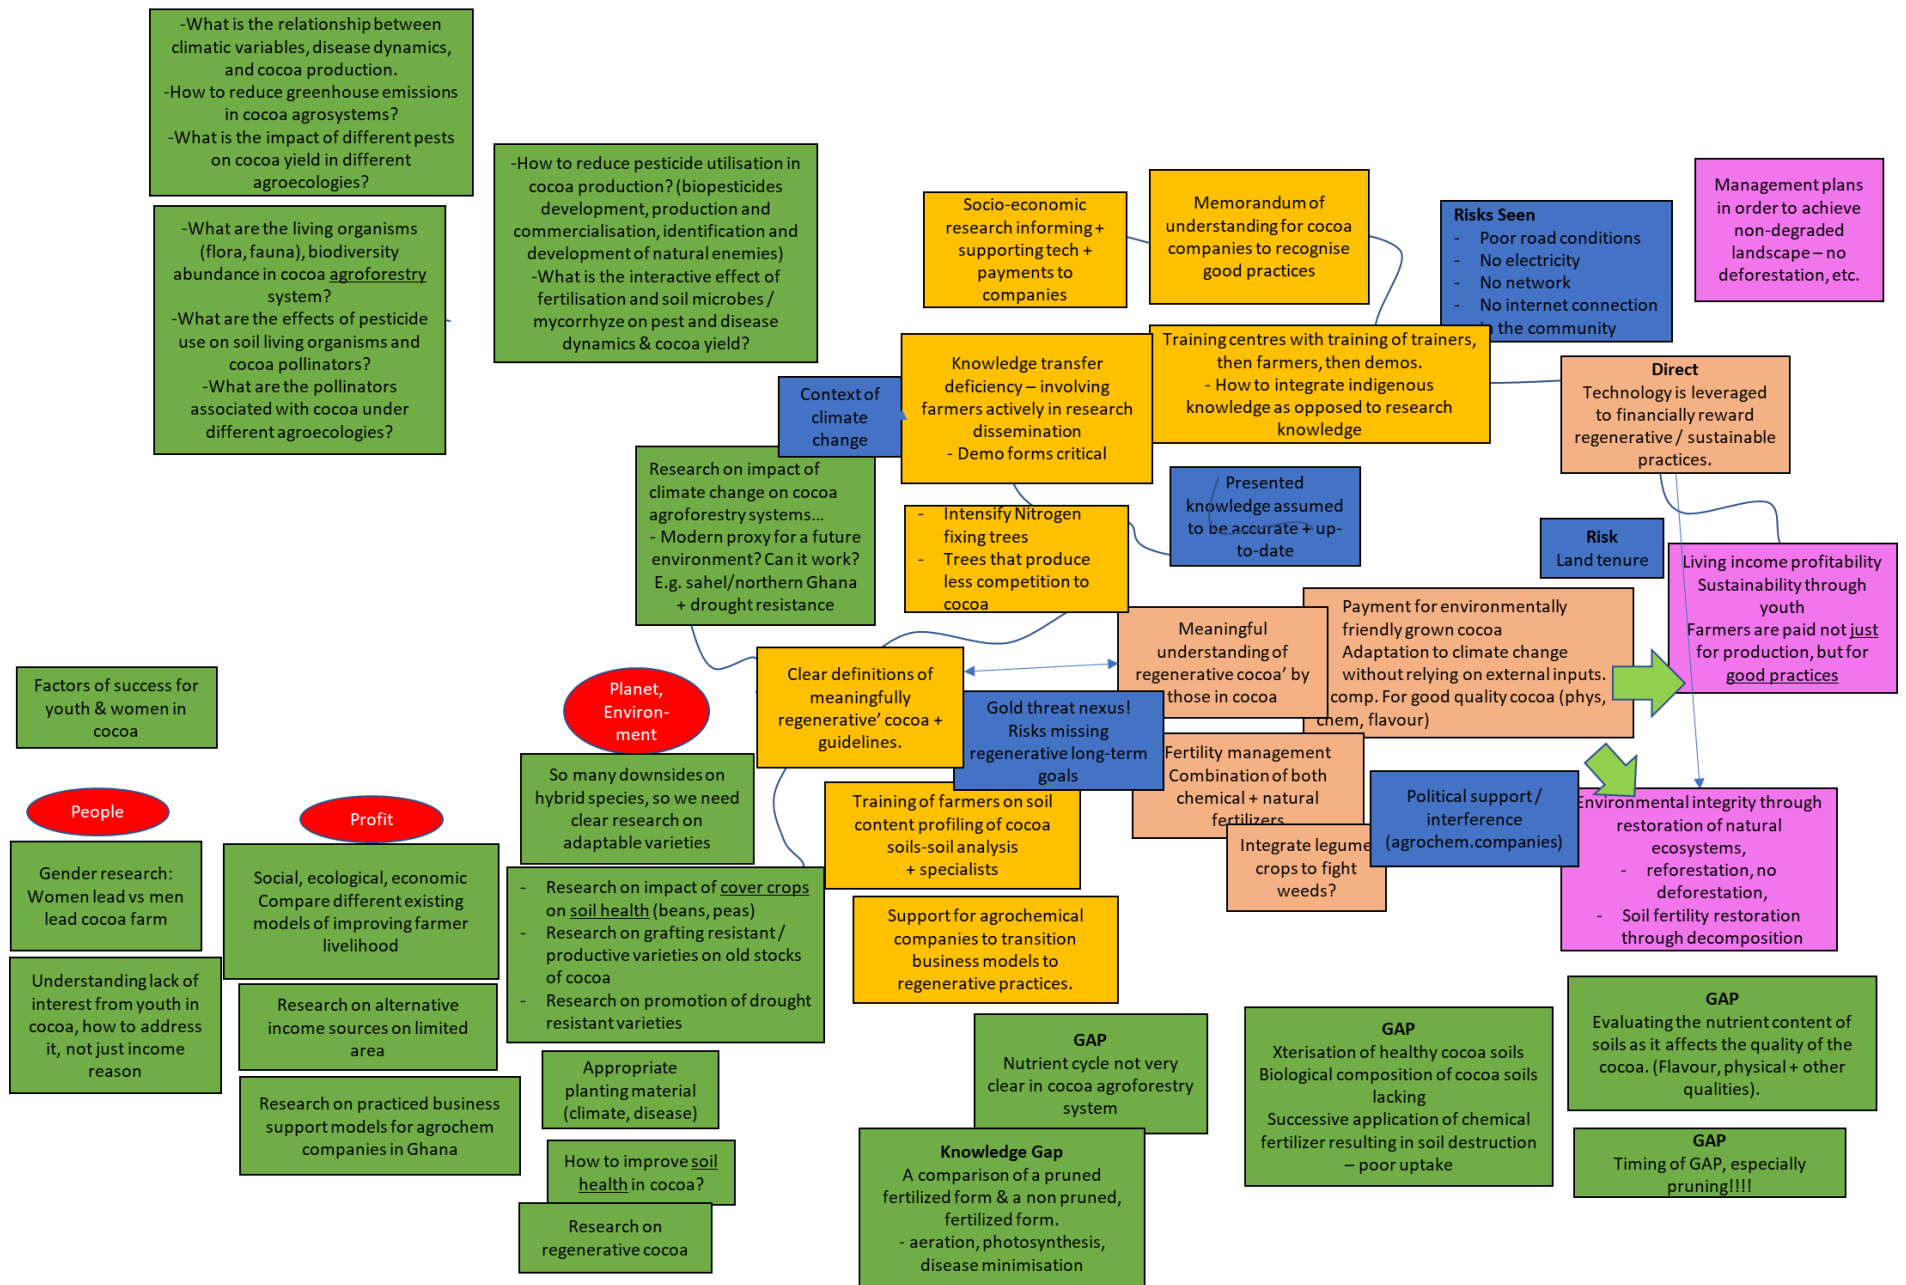 -What is the relationship between
climatic variables, disease dynamics,
and cocoa production.
-How to reduce greenhouse emissions
in cocoa agrosystems?
-What is the impact of different pests
on cocoa yield in different
agroecologies?
-What are the living organisms
(flora, fauna), biodiversity
abundance in cocoa agroforestry
system?
-What are the effects of pesticide
use on soil living organisms and
cocoa pollinators?
-What are the pollinators
associated with cocoa under
different agroecologies?
-How to reduce pesticide utilisation in
cocoa production? (biopesticides
development, production and
commercialisation, identification and
development of natural enemies)
-What is the interactive effect of
fertilisation and soil microbes /
mycorrhyze on pest and disease
dynamics & cocoa yield?
Socio-economic
research informing +
supporting tech +
payments to
companies
Memorandum of
understanding for cocoa
companies to recognise
good practices
Risks Seen
- Poor road conditions
- No electricity
- No network
- No internet connection
the community
Management plans
in order to achieve
non-degraded
landscape – no
deforestation, etc.
Context of
climate
change
Knowledge transfer
deficiency – involving
farmers actively in research
dissemination
- Demo forms critical
Training centres with training of trainers,
then farmers, then demos.
- How to integrate indigenous
knowledge as opposed to research
knowledge
Direct
Technology is leveraged
to financially reward
regenerative / sustainable
practices.
Research on impact of
climate change on cocoa
agroforestry systems…
- Modern proxy for a future
environment? Can it work?
E.g. sahel/northern Ghana
+ drought resistance
- Intensify Nitrogen
fixing trees
- Trees that produce
less competition to
cocoa
Presented
knowledge assumed
to be accurate + up-
to-date
Risk
Land tenure
Living income profitability
Sustainability through
youth
Farmers are paid not just
for production, but for
good practices
Payment for environmentally
friendly grown cocoa
Adaptation to climate change
without relying on external inputs.
comp. For good quality cocoa (phys,
chem, flavour)
Meaningful
understanding of
regenerative cocoa’ by
those in cocoa
Clear definitions of
meaningfully
regenerative’ cocoa +
guidelines.
Gold threat nexus!
Risks missing
regenerative long-term
goals
Fertility management
Combination of both
chemical + natural
fertilizers
Integrate legume
crops to fight
weeds?
Political support /
interference
(agrochem.companies)
Environmental integrity through
restoration of natural
ecosystems,
- reforestation, no
deforestation,
- Soil fertility restoration
through decomposition
Factors of success for
youth & women in
cocoa
People
Gender research:
Women lead vs men
lead cocoa farm
Understanding lack of
interest from youth in
cocoa, how to address
it, not just income
reason
Profit
Social, ecological, economic
Compare different existing
models of improving farmer
livelihood
Research on alternative
income sources on limited
area
Research on practiced business
support models for agrochem
companies in Ghana
Planet,
Environ-
ment
So many downsides on
hybrid species, so we need
clear research on
adaptable varieties
- Research on impact of cover crops
on soil health (beans, peas)
- Research on grafting resistant /
productive varieties on old stocks
of cocoa
- Research on promotion of drought
resistant varieties
Appropriate
planting material
(climate, disease)
How to improve soil
health in cocoa?
Research on
regenerative cocoa
Training of farmers on soil
content profiling of cocoa
soils-soil analysis
+ specialists
Support for agrochemical
companies to transition
business models to
regenerative practices.
GAP
Nutrient cycle not very
clear in cocoa agroforestry
system
Knowledge Gap
A comparison of a pruned
fertilized form & a non pruned,
fertilized form.
- aeration, photosynthesis,
disease minimisation
GAP
Xterisation of healthy cocoa soils
Biological composition of cocoa soils
lacking
Successive application of chemical
fertilizer resulting in soil destruction
– poor uptake
GAP
Evaluating the nutrient content of
soils as it affects the quality of the
cocoa. (Flavour, physical + other
qualities).
GAP
Timing of GAP, especially
pruning!!!!